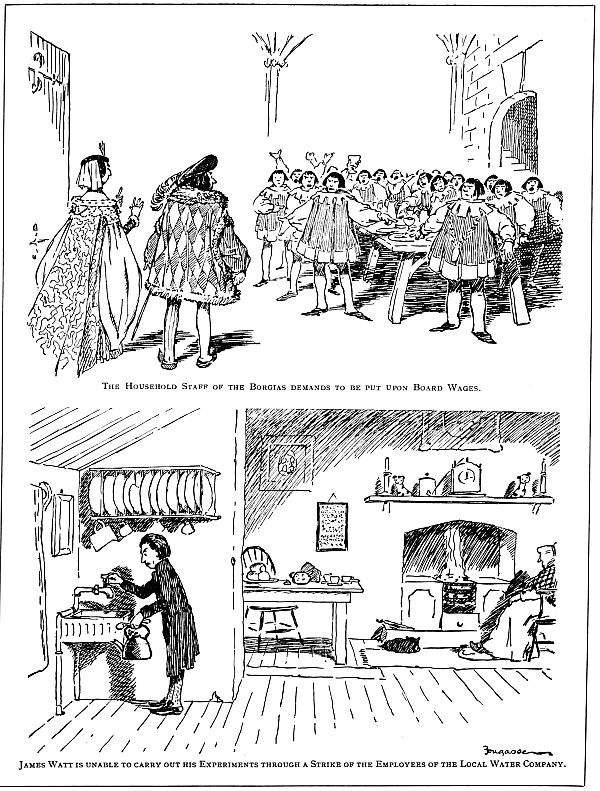 The Household Staff of the Borgias demands to be put upon Board Wages.
Fougasse
James Watt is unable to carry out his Experiments through a Strike of the Employees of the Local Water Company.